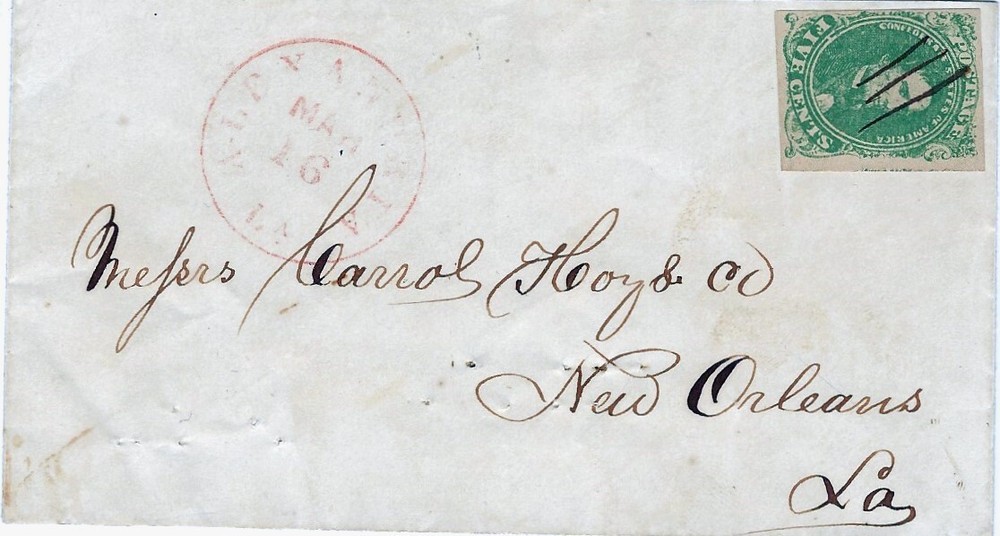 ALEXANDRIA
LA
MAR
16
POSTAGE
CONFEDERATE STATES OF AMERICA
FIVE CENTS
Messrs Carrol Hoy & Co
New Orleans
La